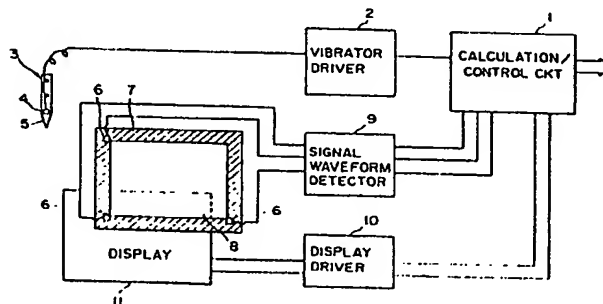 1
2
3
VIBRATOR
DRIVER
CALCULATION/
CONTROL CKT
4
5
6
7
9
SIGNAL
WAVEFORM
DETECTOR
6
6
8
10
DISPLAY
DISPLAY
DRIVER
11